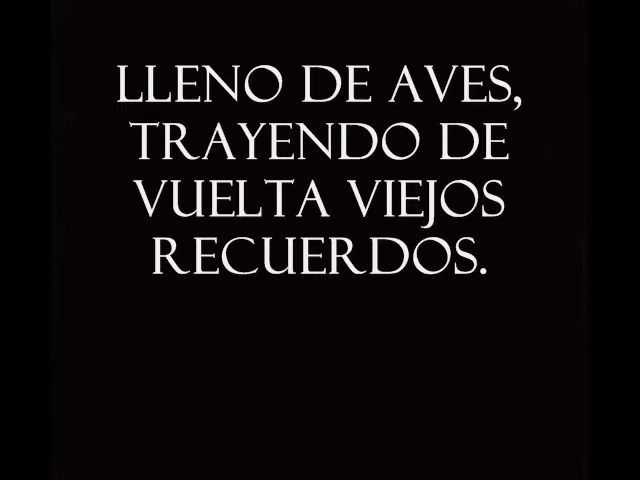 LLENO DE AVES,
TRAYENDO DE
VUELTA VIEJOS
RECUERDOS.